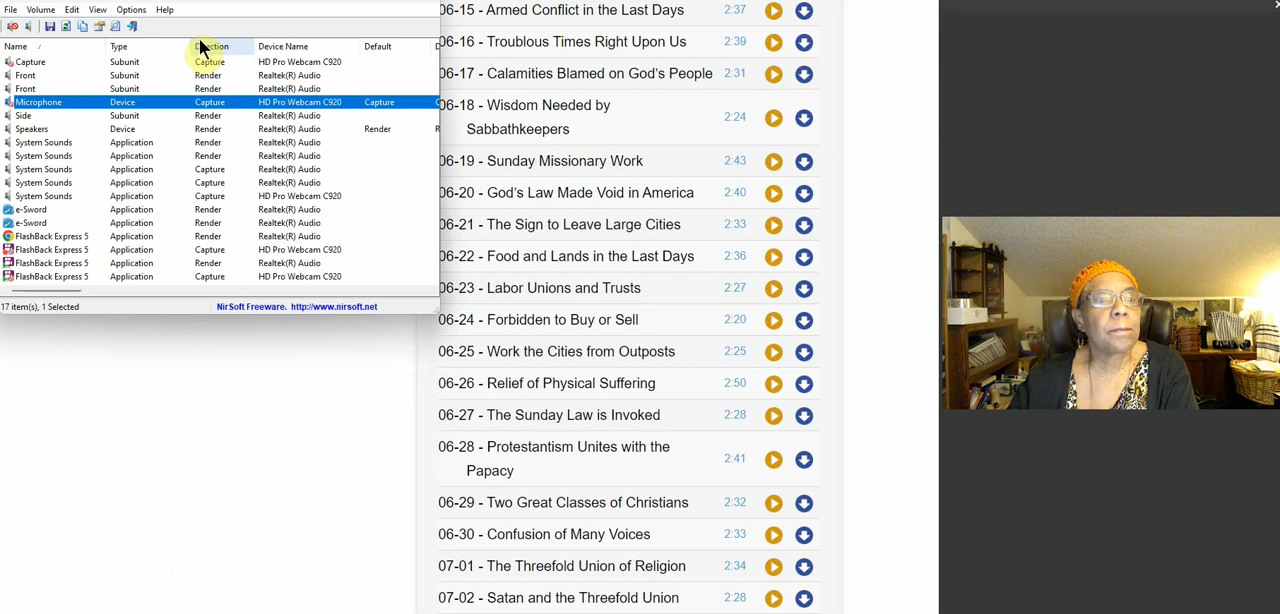 File Volume Edit View Options Help
Name Type Direction Device Name Default
Capture Subunit Capture HD Pro Webcam C920
Front Subunit Render Realtek(R) Audio
Front Subunit Render Realtek(R) Audio
Microphone Device Capture HD Pro Webcam C920 Capture
Side Subunit Render Realtek(R) Audio
Speakers Device Render Realtek(R) Audio Render
System Sounds Application Render Realtek(R) Audio
System Sounds Application Render Realtek(R) Audio
System Sounds Application Capture Realtek(R) Audio
System Sounds Application Render Realtek(R) Audio
System Sounds Application Capture HD Pro Webcam C920
e-Sword Application Render Realtek(R) Audio
e-Sword Application Render Realtek(R) Audio
FlashBack Express 5 Application Render Realtek(R) Audio
FlashBack Express 5 Application Capture HD Pro Webcam C920
FlashBack Express 5 Application Render Realtek(R) Audio
FlashBack Express 5 Application Capture HD Pro Webcam C920
17 item(s), 1 Selected NirSoft Freeware. http://www.nirsoft.net
06-15 - Armed Conflict in the Last Days 2:37
06-16 - Troublous Times Right Upon Us 2:39
06-17 - Calamities Blamed on God's People 2:31
06-18 - Wisdom Needed by
Sabbathkeepers 2:24
06-19 - Sunday Missionary Work 2:43
06-20 - God's Law Made Void in America 2:40
06-21 - The Sign to Leave Large Cities 2:33
06-22 - Food and Lands in the Last Days 2:36
06-23 - Labor Unions and Trusts 2:27
06-24 - Forbidden to Buy or Sell 2:20
06-25 - Work the Cities from Outposts 2:25
06-26 - Relief of Physical Suffering 2:50
06-27 - The Sunday Law is Invoked 2:28
06-28 - Protestantism Unites with the
Papacy 2:41
06-29 - Two Great Classes of Christians 2:32
06-30 - Confusion of Many Voices 2:33
07-01 - The Threefold Union of Religion 2:34
07-02 - Satan and the Threefold Union 2:28